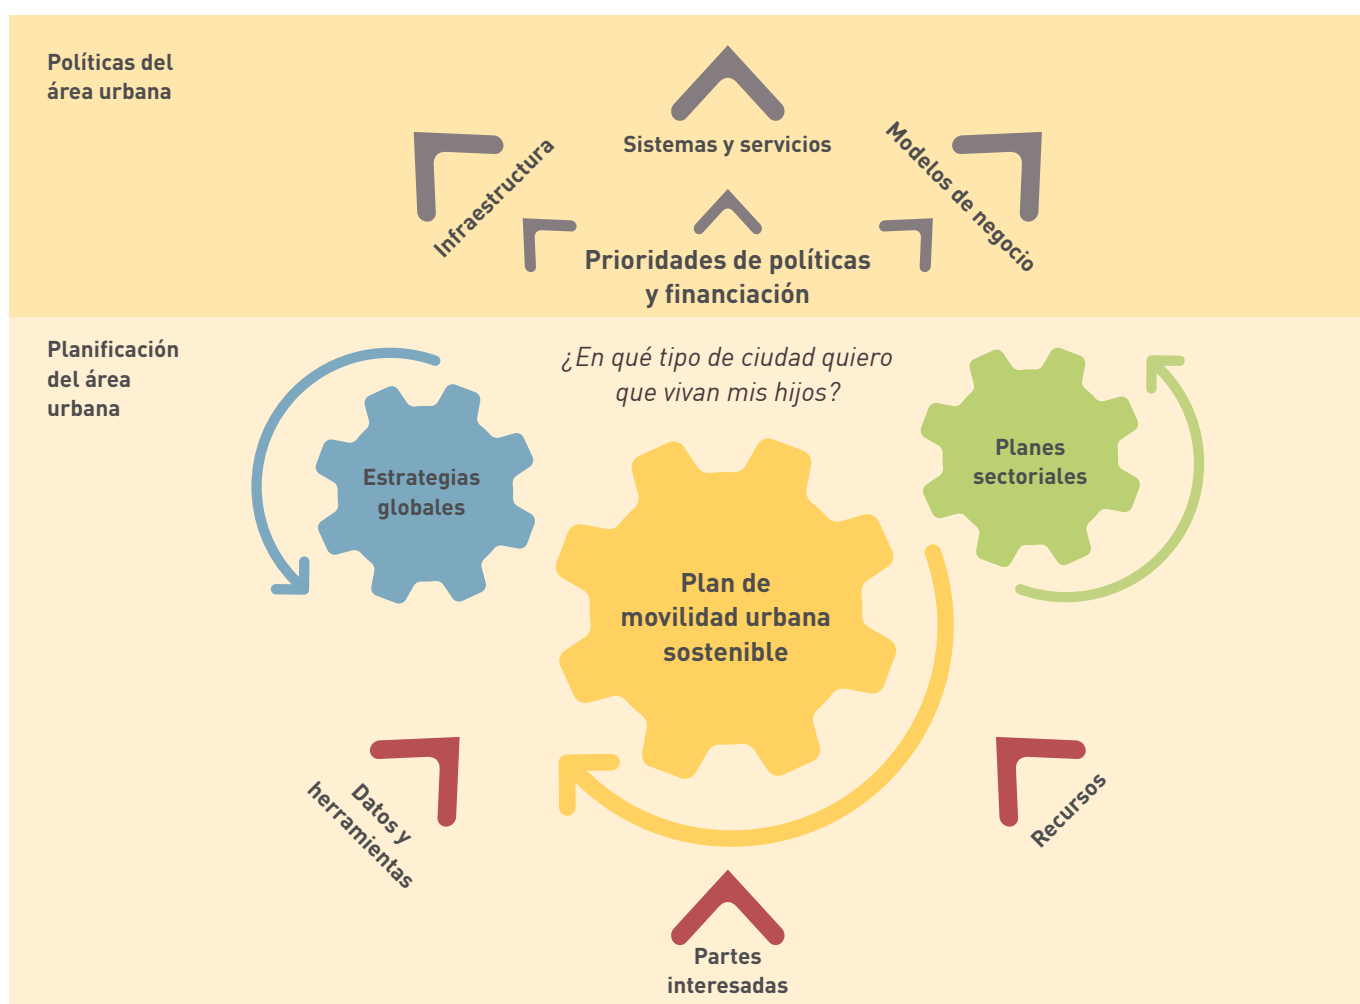 Políticas del
área urbana
Sistemas y servicios
Infraestructura
Modelos de negocio
Prioridades de políticas
y financiación
Planificación
del área
urbana
¿En qué tipo de ciudad quiero
que vivan mis hijos?
Estrategias
globales
Planes
sectoriales
Plan de
movilidad urbana
sostenible
Datos y
herramientas
Recursos
Partes
interesadas